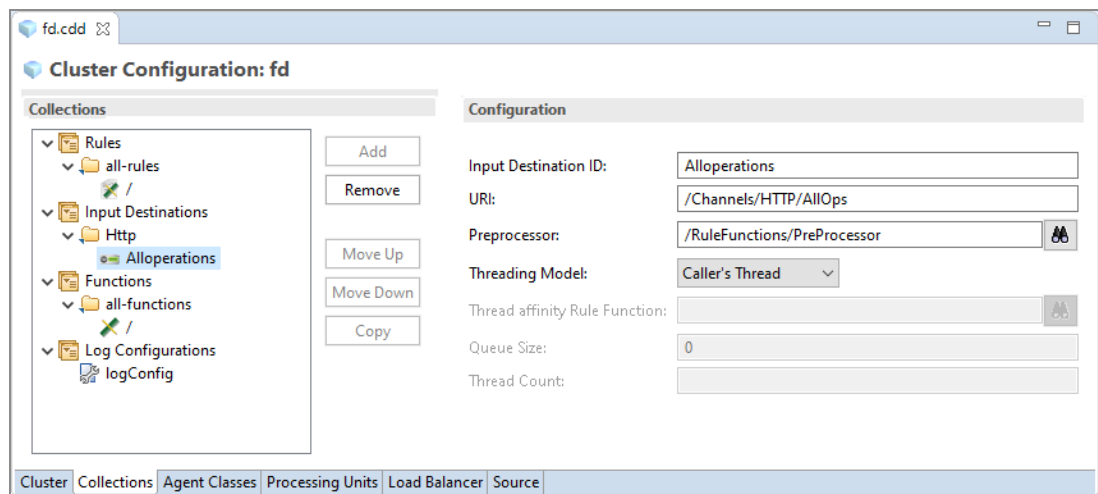 fd.cdd
Cluster Configuration: fd
Collections
Rules
all-rules
/
Input Destinations
Http
Alloperations
Functions
all-functions
/
Log Configurations
logConfig
Add
Remove
Move Up
Move Down
Copy
Configuration
Input Destination ID: Alloperations
URI: /Channels/HTTP/AllOps
Preprocessor: /RuleFunctions/PreProcessor
Threading Model: Caller's Thread
Thread affinity Rule Function:
Queue Size: 0
Thread Count:
Cluster Collections Agent Classes Processing Units Load Balancer Source